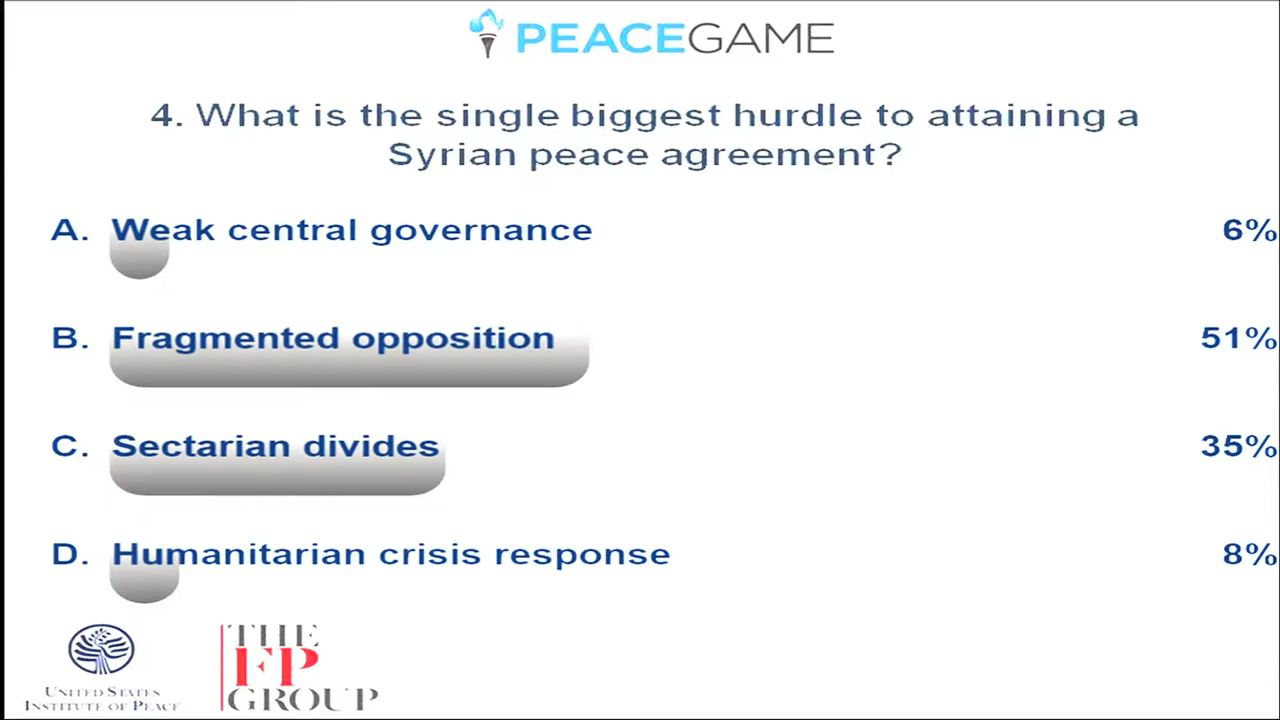 PEACEGAME
4. What is the single biggest hurdle to attaining a
Syrian peace agreement?
A. Weak central governance 6%
B. Fragmented opposition 51%
C. Sectarian divides 35%
D. Humanitarian crisis response 8%
UNITED STATES
INSTITUTE OF PEACE
THE
FP
GROUP